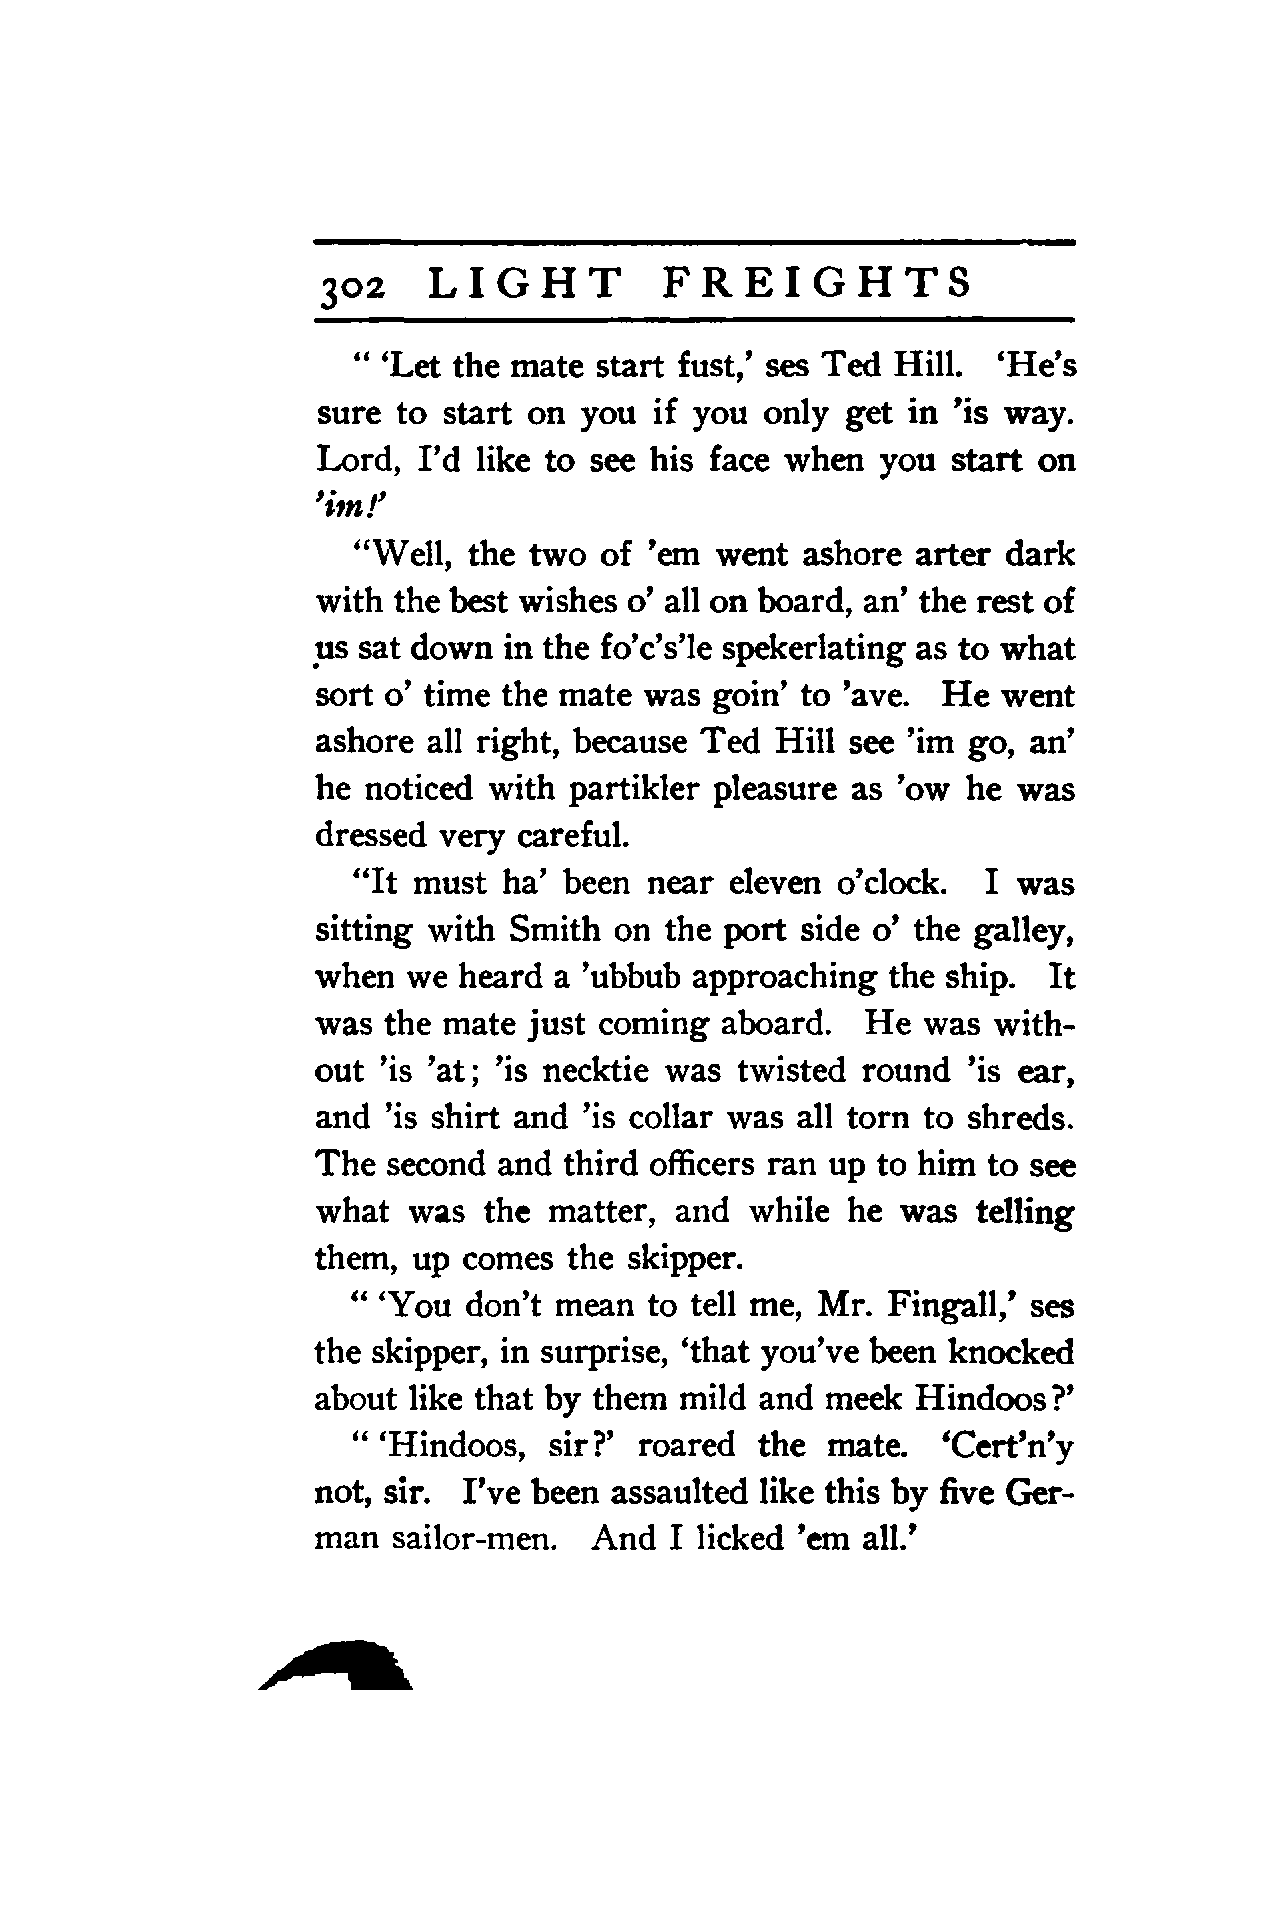 302 LIGHT FREIGHTS
“ ‘Let the mate start fust,’ ses Ted Hill. ‘He’s
sure to start on you if you only get in ’is way.
Lord, I’d like to see his face when you start on
’im!’
“Well, the two of ’em went ashore arter dark
with the best wishes o’ all on board, an’ the rest of
us sat down in the fo’c’s’le spekerlating as to what
sort o’ time the mate was goin’ to ’ave. He went
ashore all right, because Ted Hill see ’im go, an’
he noticed with partikler pleasure as ’ow he was
dressed very careful.
“It must ha’ been near eleven o’clock. I was
sitting with Smith on the port side o’ the galley,
when we heard a ’ubbub approaching the ship. It
was the mate just coming aboard. He was with-
out ’is ’at; ’is necktie was twisted round ’is ear,
and ’is shirt and ’is collar was all torn to shreds.
The second and third officers ran up to him to see
what was the matter, and while he was telling
them, up comes the skipper.
“ ‘You don’t mean to tell me, Mr. Fingall,’ ses
the skipper, in surprise, ‘that you’ve been knocked
about like that by them mild and meek Hindoos?’
“ ‘Hindoos, sir?’ roared the mate. ‘Cert’n’y
not, sir. I’ve been assaulted like this by five Ger-
man sailor-men. And I licked ’em all.’